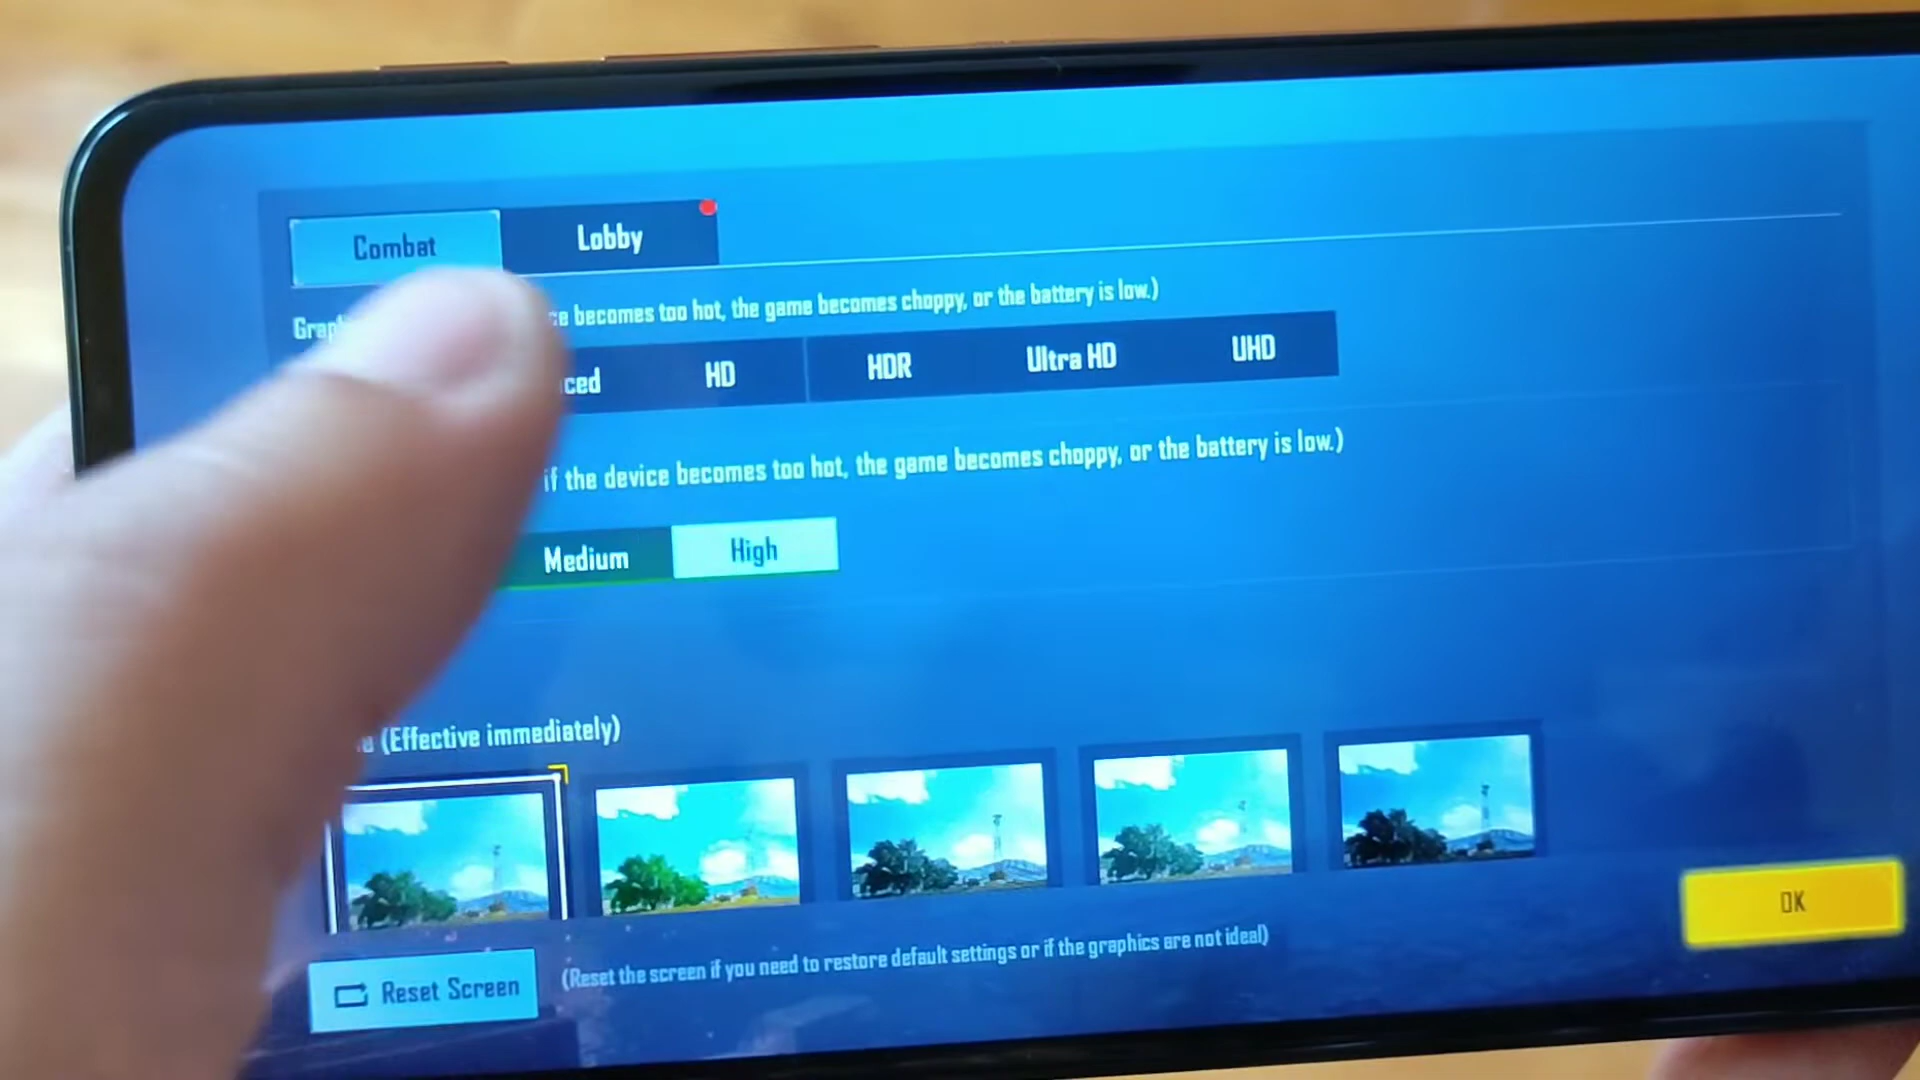 Combat
Lobby
becomes too hot, the game becomes choppy, or the battery is low.)
HD
HDR
Ultra HD
UHD
if the device becomes too hot, the game becomes choppy, or the battery is low.)
Medium
High
(Effective immediately)
Reset Screen
(Reset the screen if you need to restore default settings or if the graphics are not ideal)
OK